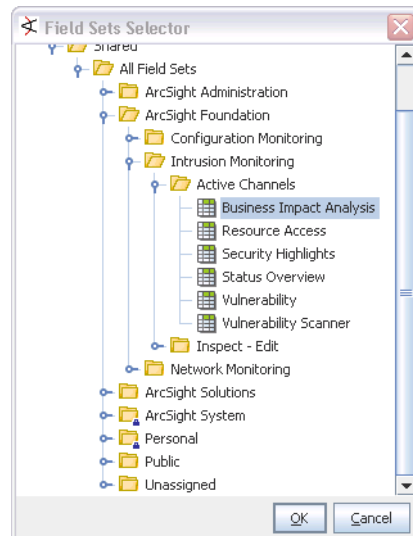 Field Sets Selector
Shared
All Field Sets
ArcSight Administration
ArcSight Foundation
Configuration Monitoring
Intrusion Monitoring
Active Channels
Business Impact Analysis
Resource Access
Security Highlights
Status Overview
Vulnerability
Vulnerability Scanner
Inspect - Edit
Network Monitoring
ArcSight Solutions
ArcSight System
Personal
Public
Unassigned
OK Cancel